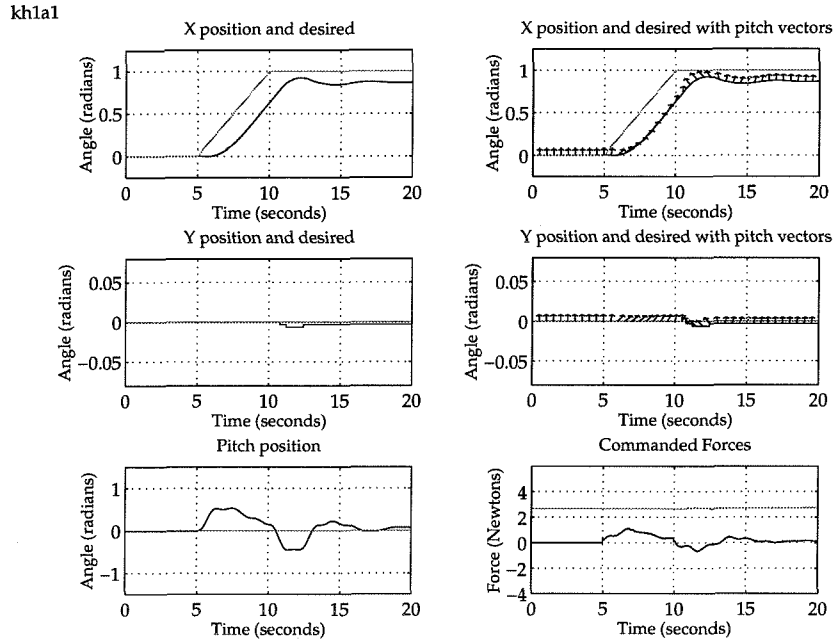 kh1a1
X position and desired
Angle (radians)
1
0.5
0
0 5 10 15 20
Time (seconds)
X position and desired with pitch vectors
Angle (radians)
1
0.5
0
0 5 10 15 20
Time (seconds)
Y position and desired
Angle (radians)
0.05
0
−0.05
0 5 10 15 20
Time (seconds)
Y position and desired with pitch vectors
Angle (radians)
0.05
0
−0.05
0 5 10 15 20
Time (seconds)
Pitch position
Angle (radians)
1
0
−1
0 5 10 15 20
Time (seconds)
Commanded Forces
Force (Newtons)
4
2
0
−2
−4
0 5 10 15 20
Time (seconds)